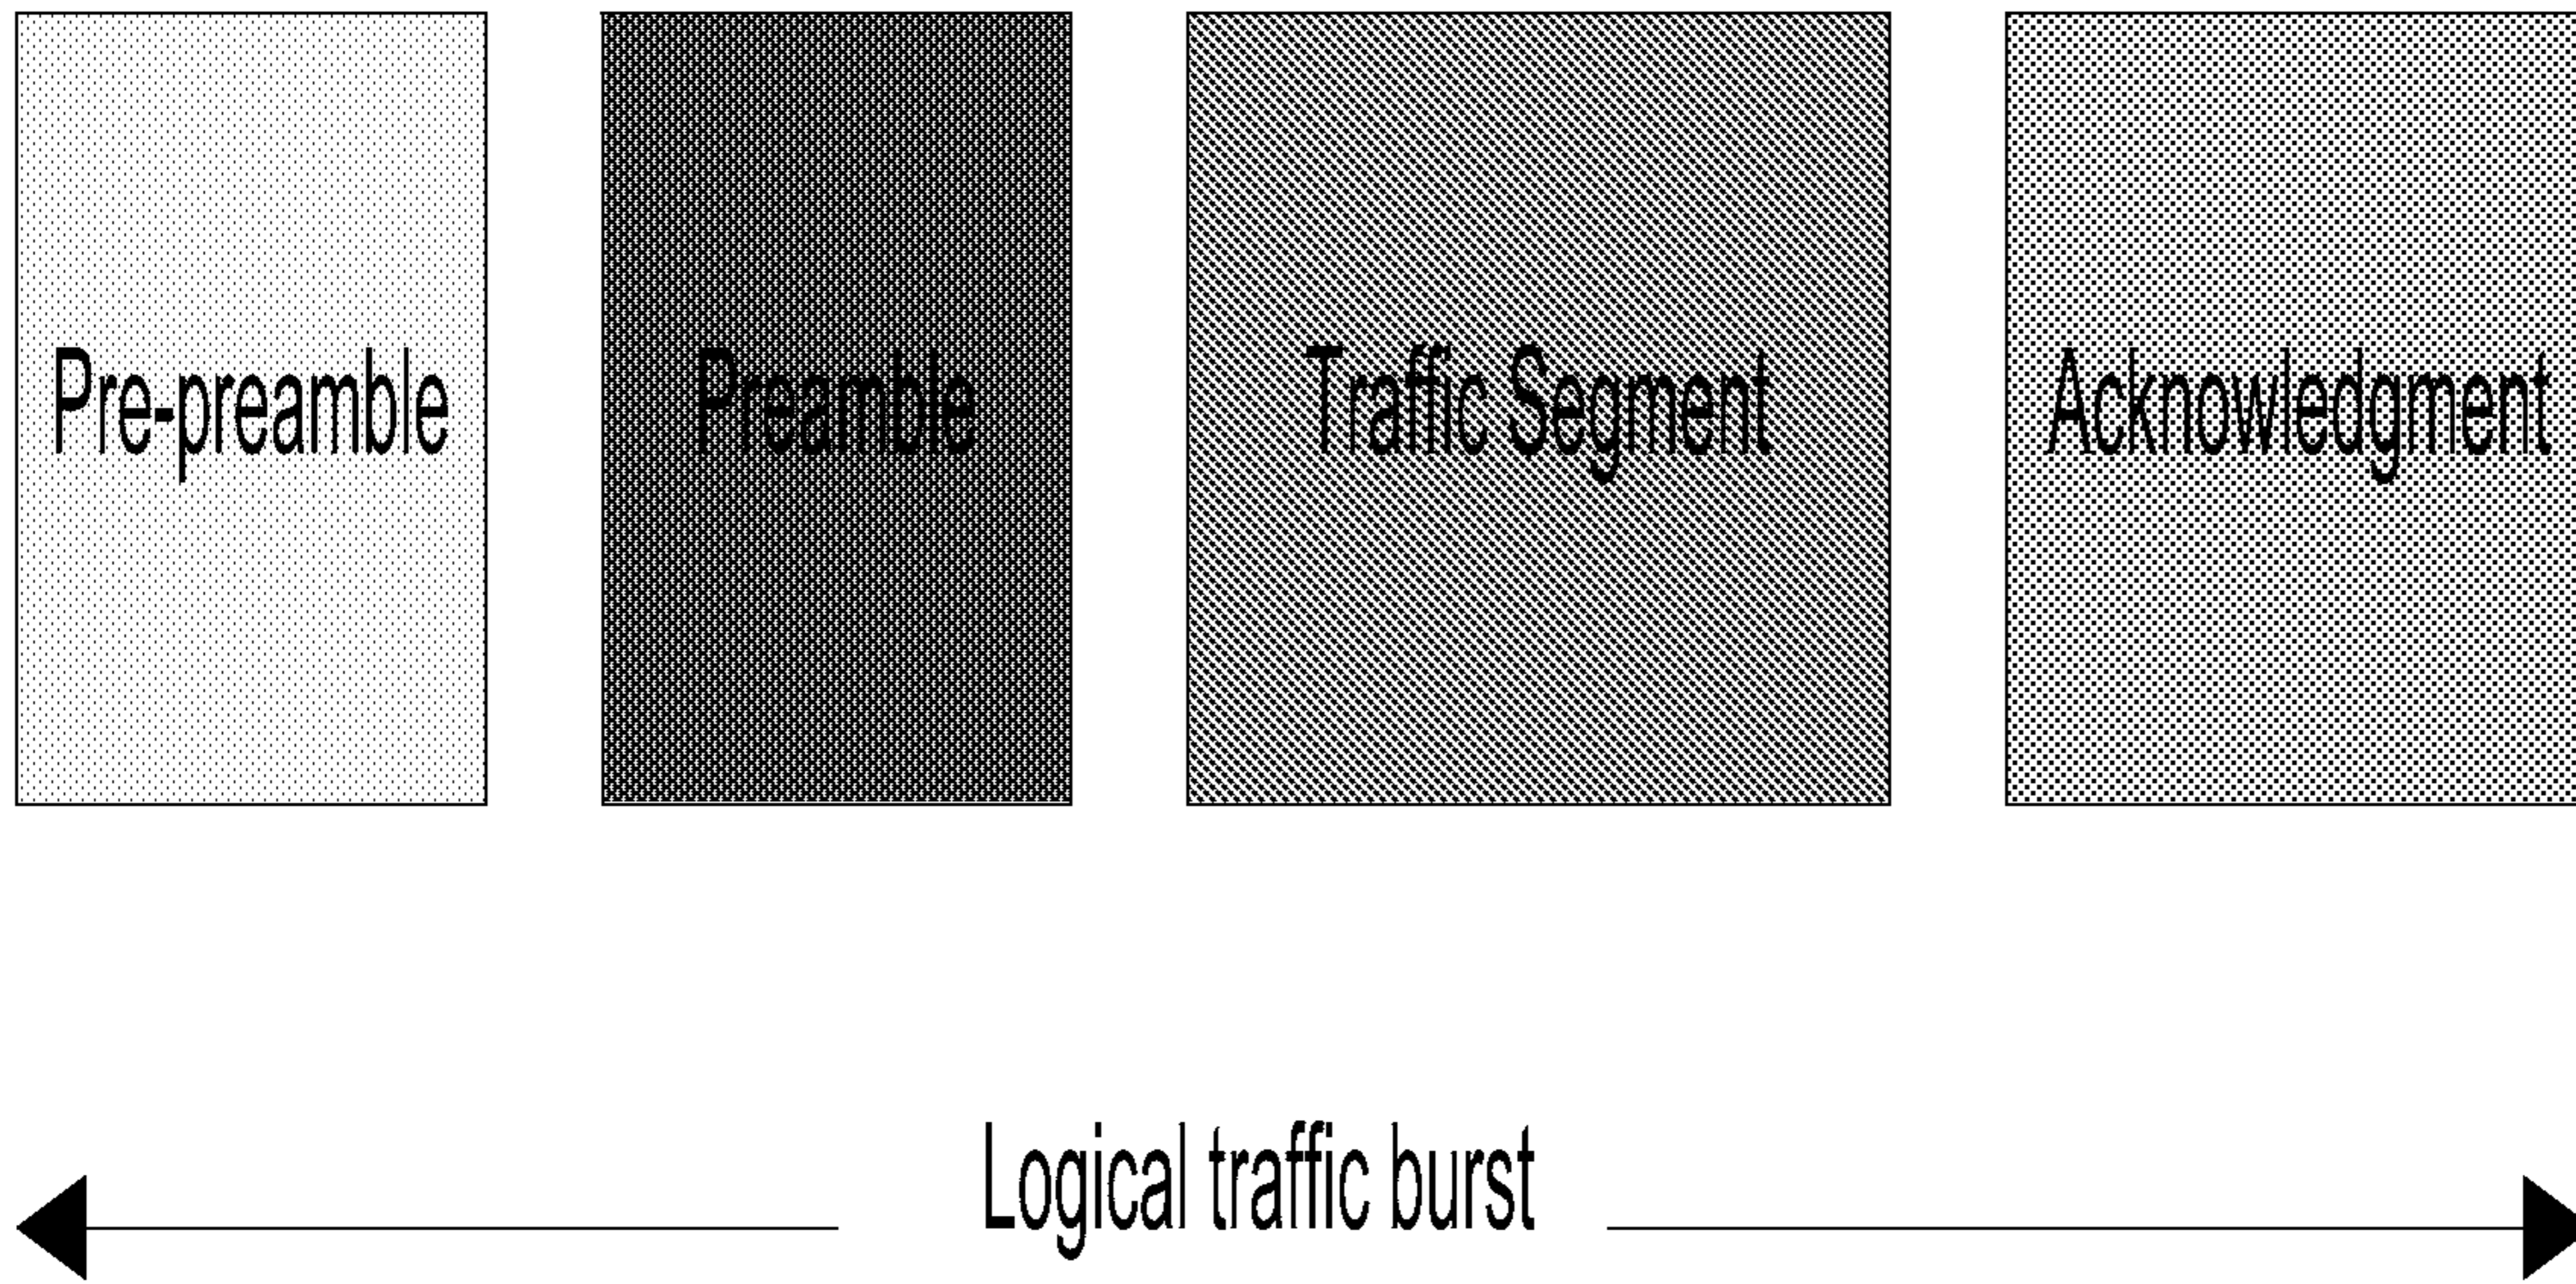 Pre-preamble
Preamble
Traffic Segment
Acknowledgment
Logical traffic burst